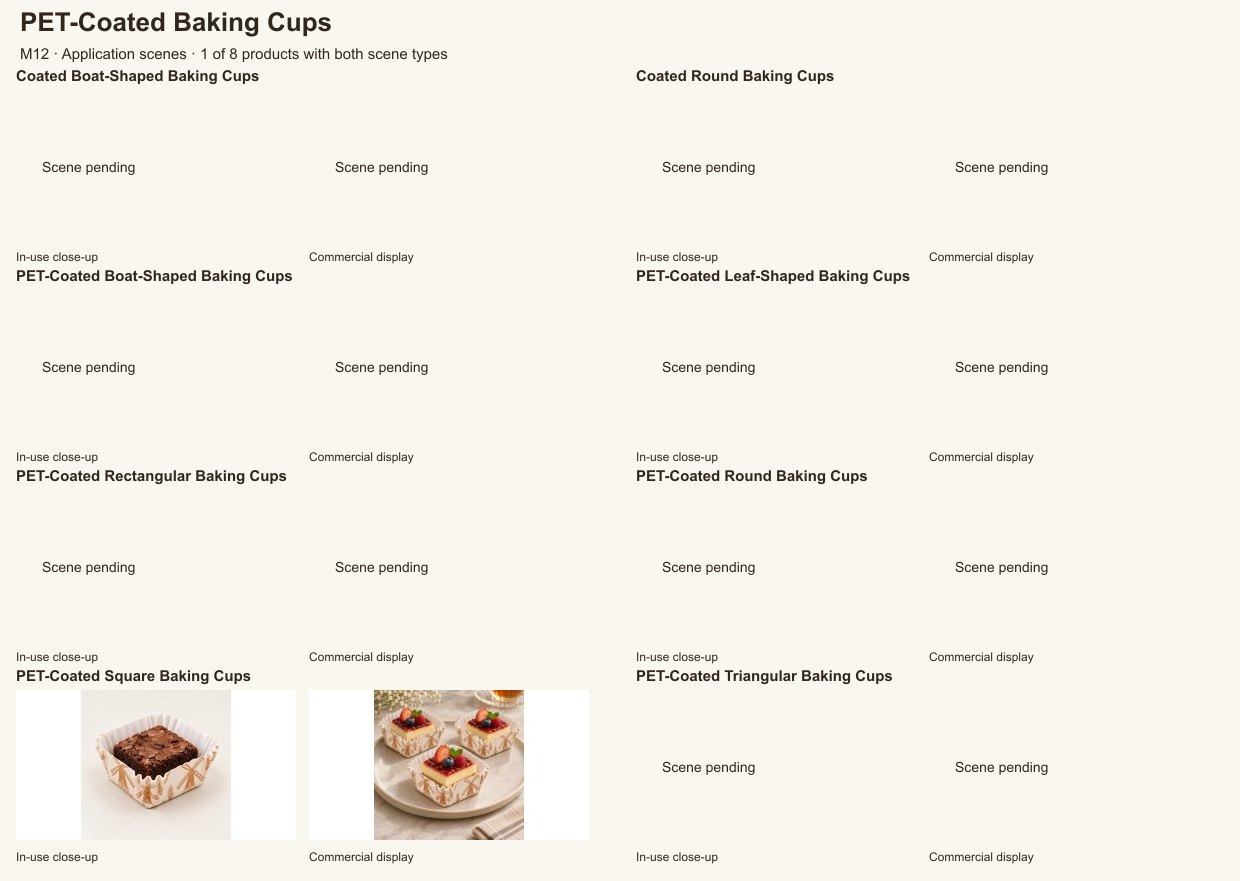 PET-Coated Baking Cups
M12 · Application scenes · 1 of 8 products with both scene types
Coated Boat-Shaped Baking Cups
Coated Round Baking Cups
Scene pending
Scene pending
Scene pending
Scene pending
In-use close-up
Commercial display
In-use close-up
Commercial display
PET-Coated Boat-Shaped Baking Cups
PET-Coated Leaf-Shaped Baking Cups
Scene pending
Scene pending
Scene pending
Scene pending
In-use close-up
Commercial display
In-use close-up
Commercial display
PET-Coated Rectangular Baking Cups
PET-Coated Round Baking Cups
Scene pending
Scene pending
Scene pending
Scene pending
In-use close-up
Commercial display
In-use close-up
Commercial display
PET-Coated Square Baking Cups
PET-Coated Triangular Baking Cups
Scene pending
Scene pending
In-use close-up
Commercial display
In-use close-up
Commercial display